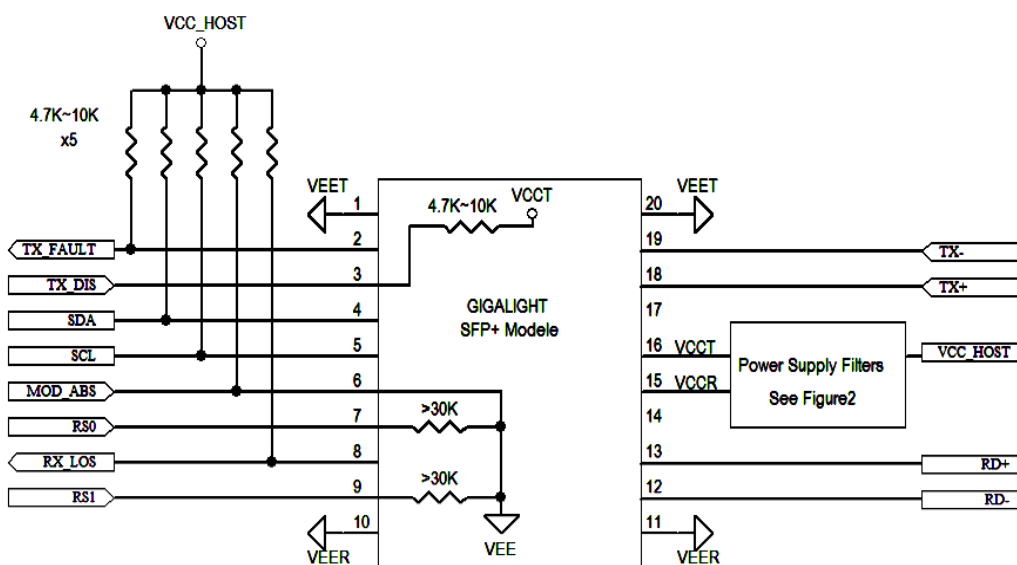 VCC_HOST
4.7K~10K
x5
VEET
1
4.7K~10K
VCCT
20
VEET
TX_FAULT
2
19
TX-
TX_DIS
3
18
TX+
SDA
4
GIGALIGHT
SFP+ Modele
17
SCL
5
16
VCCT
Power Supply Filters
See Figure2
VCC_HOST
MOD_ABS
6
15
VCCR
RS0
7
>30K
14
RX_LOS
8
13
RD+
RS1
9
>30K
12
RD-
VEER
10
VEE
11
VEER